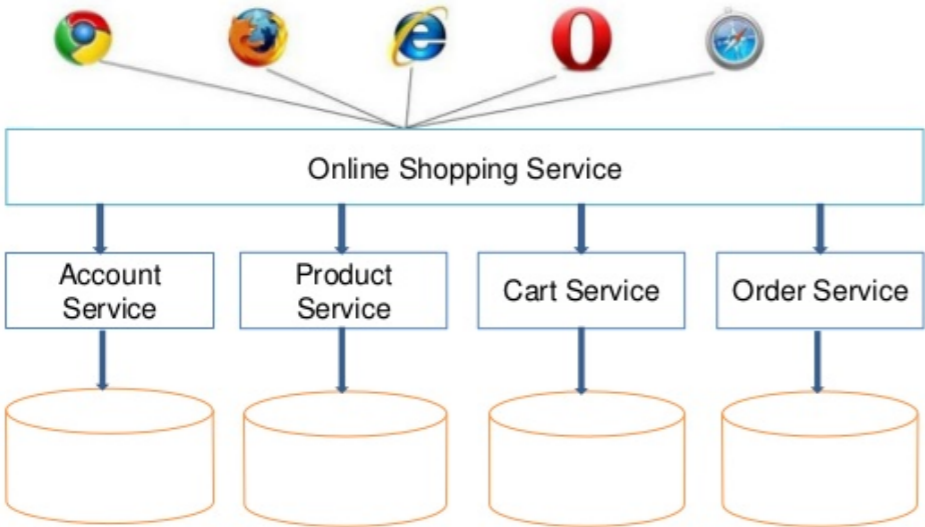 Online Shopping Service
Account
Service
Product
Service
Cart Service
Order Service